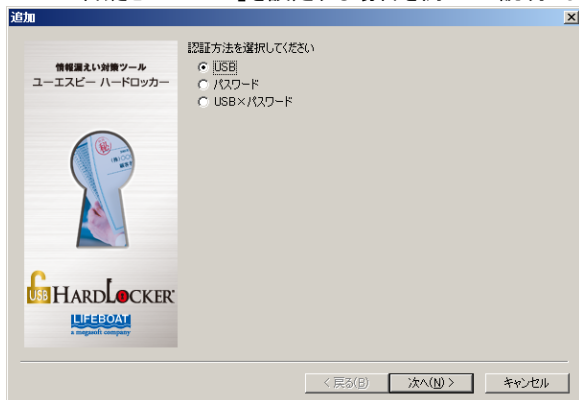 追加
認証方法を選択してください
USB
パスワード
USB×パスワード
情報漏えい対策ツール
ユーエスビー ハードロッカー
㊙
USB HARDLOCKER
LIFEBOAT
a megasoft company
< 戻る(B)
次へ(N) >
キャンセル